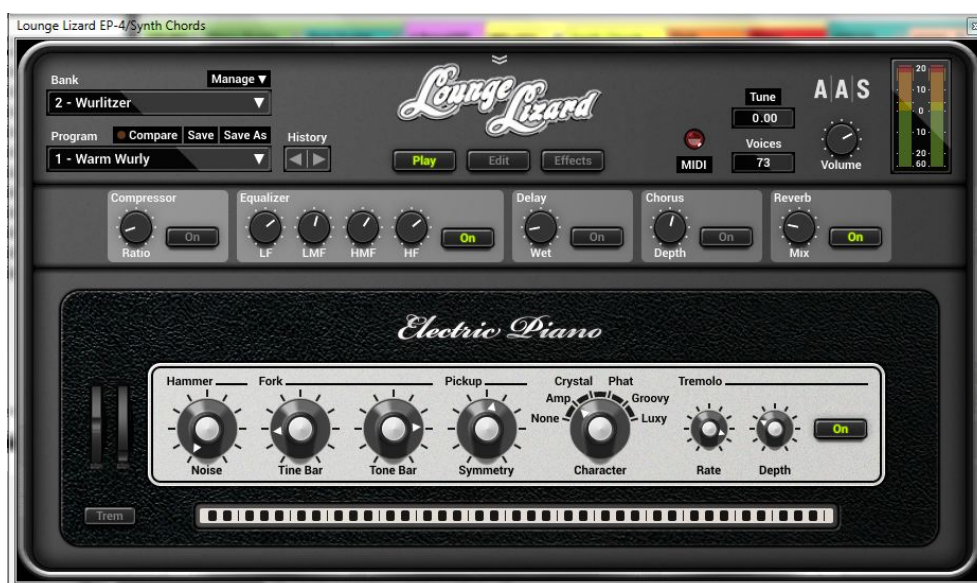 Lounge Lizard EP-4/Synth Chords
Bank
Manage ▼
2 - Wurlitzer
Program
Compare
Save
Save As
1 - Warm Wurly
History
Lounge Lizard
Play
Edit
Effects
MIDI
Tune
0.00
Voices
73
A|A|S
Volume
20
10
0
10
20
60
Compressor
Ratio
On
Equalizer
LF
LMF
HMF
HF
On
Delay
Wet
On
Chorus
Depth
On
Reverb
Mix
On
Electric Piano
Hammer
Noise
Fork
Tine Bar
Tone Bar
Pickup
Symmetry
None
Amp
Crystal
Phat
Groovy
Luxy
Character
Tremolo
Rate
Depth
On
Trem